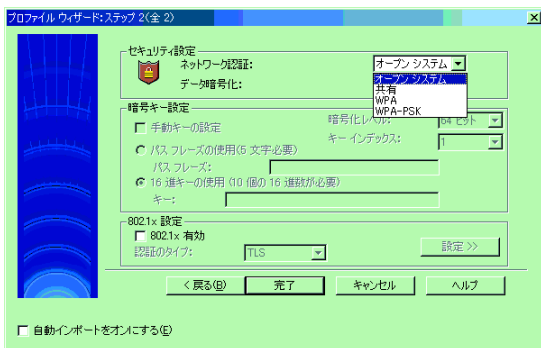 プロファイル ウィザード:ステップ 2(全 2)
セキュリティ設定
ネットワーク認証: オープン システム
オープン システム
共有
WPA
WPA-PSK
データ暗号化:
暗号キー設定
手動キーの設定
暗号化レベル: 64 ビット
キー インデックス: 1
パス フレーズの使用(5 文字必要)
パス フレーズ:
16 進キーの使用 (10 個の 16 進数が必要)
キー:
802.1x 設定
802.1x 有効
認証のタイプ: TLS
設定 >>
< 戻る(B) 完了 キャンセル ヘルプ
自動インポートをオンにする(E)